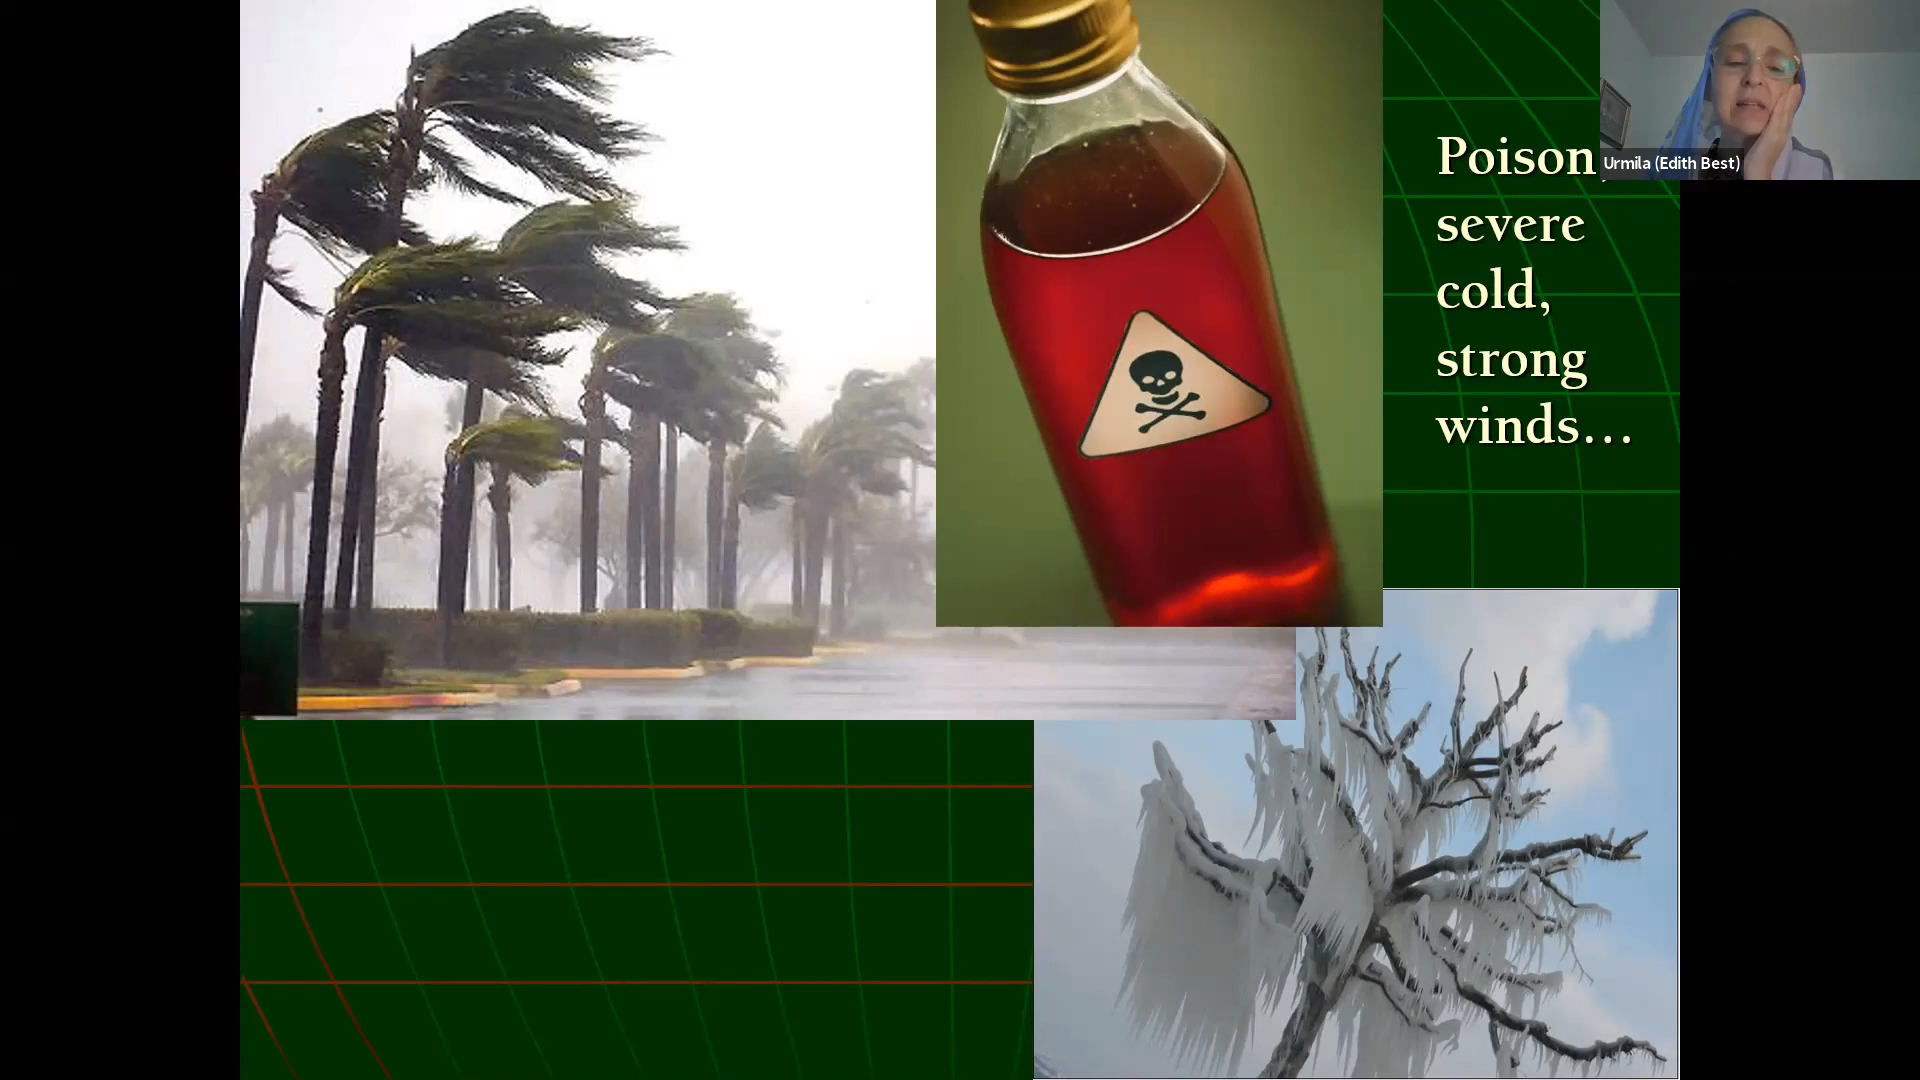 Poison,
severe
cold,
strong
winds...
Urmila (Edith Best)